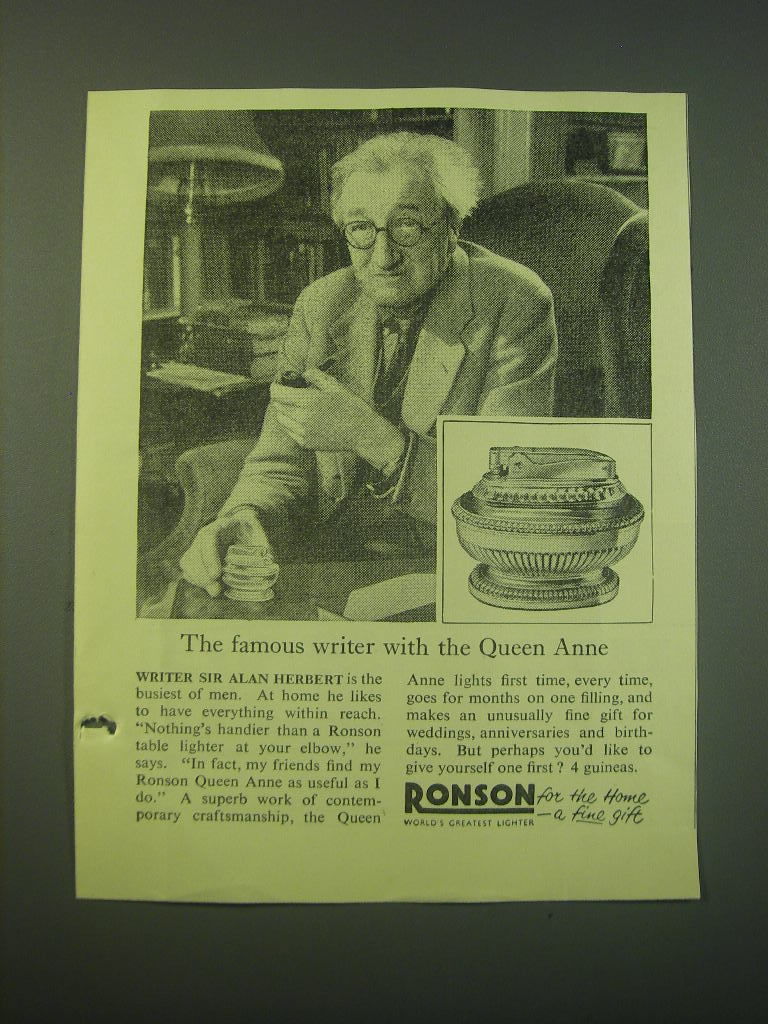 The famous writer with the Queen Anne
WRITER SIR ALAN HERBERT is the
busiest of men. At home he likes
to have everything within reach.
“Nothing's handier than a Ronson
table lighter at your elbow,” he
says. “In fact, my friends find my
Ronson Queen Anne as useful as I
do.” A superb work of contem-
porary craftsmanship, the Queen
Anne lights first time, every time,
goes for months on one filling, and
makes an unusually fine gift for
weddings, anniversaries and birth-
days. But perhaps you'd like to
give yourself one first? 4 guineas.
RONSON for the Home
WORLD'S GREATEST LIGHTER — a fine gift